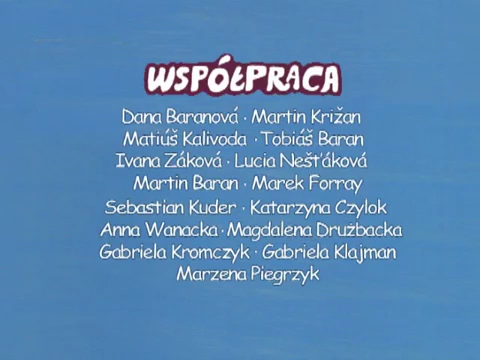 WSPÓŁPRACA
Dana Baranová · Martin Križan
Matiúš Kalivoda · Tobiáš Baran
Ivana Záková · Lucia Nešťáková
Martin Baran · Marek Forray
Sebastian Kuder · Katarzyna Czylok
Anna Wanacka · Magdalena Drużbacka
Gabriela Kromczyk · Gabriela Klajman
Marzena Piegrzyk